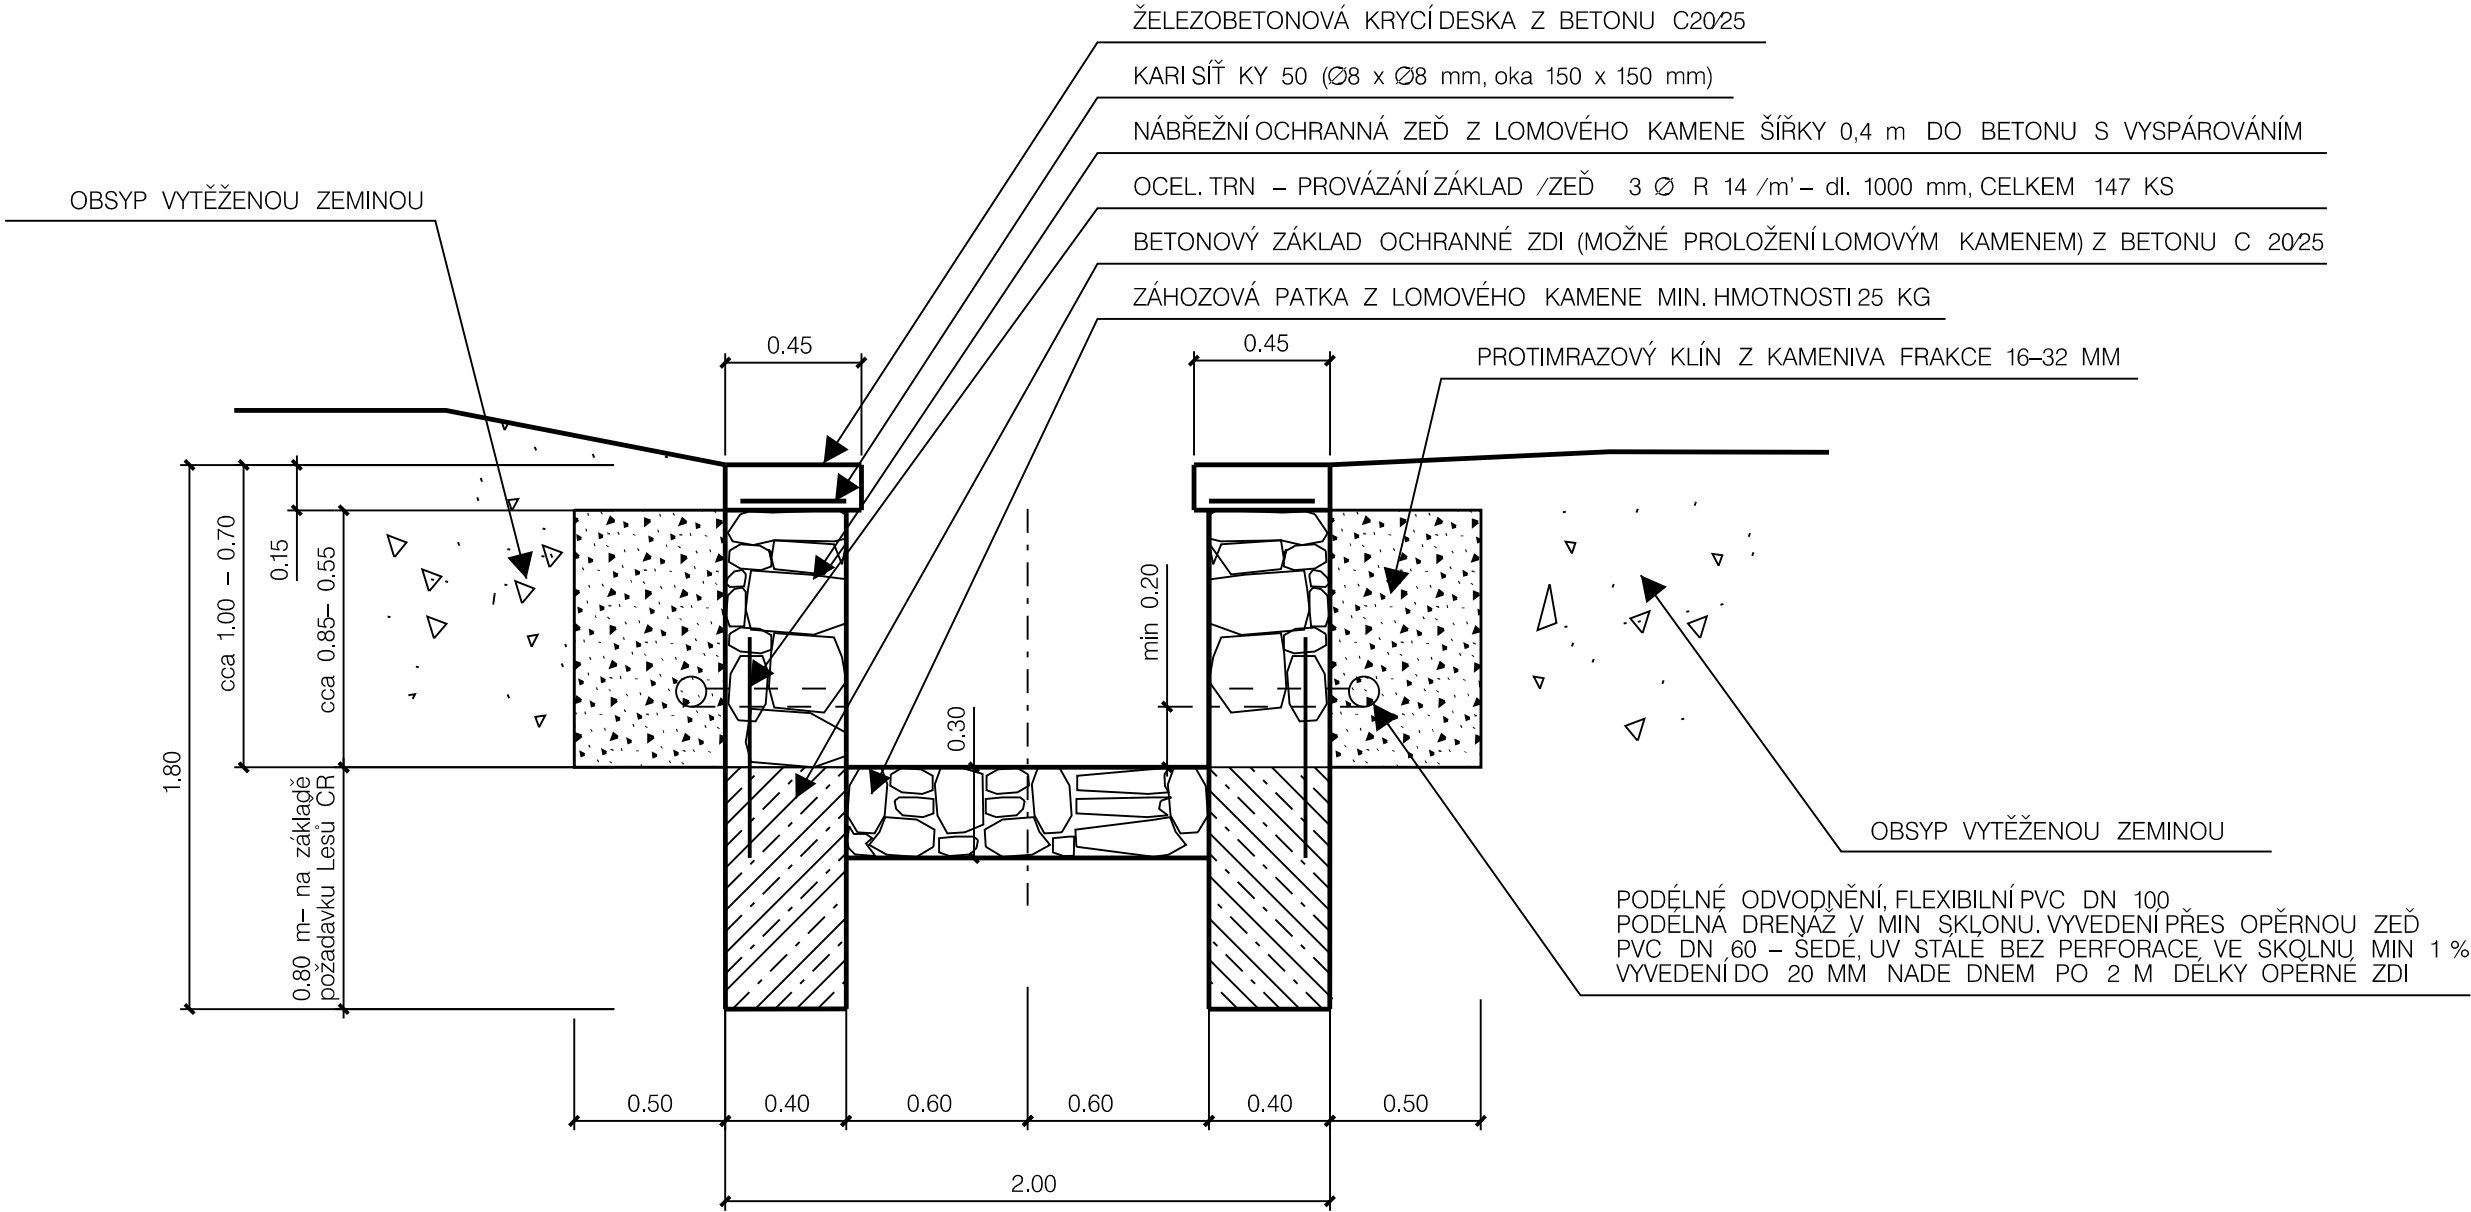 ŽELEZOBETONOVÁ KRYCÍ DESKA Z BETONU C20/25
KARI SÍŤ KY 50 (Ø8 x Ø8 mm, oka 150 x 150 mm)
NÁBŘEŽNÍ OCHRANNÁ ZEĎ Z LOMOVÉHO KAMENE ŠÍŘKY 0,4 m DO BETONU S VYSPÁROVÁNÍM
OCEL. TRN – PROVÁZÁNÍ ZÁKLAD /ZEĎ 3 Ø R 14 /m' – dl. 1000 mm, CELKEM 147 KS
OBSYP VYTĚŽENOU ZEMINOU
BETONOVÝ ZÁKLAD OCHRANNÉ ZDI (MOŽNÉ PROLOŽENÍ LOMOVÝM KAMENEM) Z BETONU C 20/25
ZÁHOZOVÁ PATKA Z LOMOVÉHO KAMENE MIN. HMOTNOSTI 25 KG
0.45
0.45
PROTIMRAZOVÝ KLÍN Z KAMENIVA FRAKCE 16–32 MM
1.80
cca 1.00 – 0.70
0.15
cca 0.85– 0.55
0.80 m– na základě
požadavku Lesů ČR
0.30
min 0.20
OBSYP VYTĚŽENOU ZEMINOU
PODÉLNÉ ODVODNĚNÍ, FLEXIBILNÍ PVC DN 100
PODÉLNÁ DRENÁŽ V MIN SKLONU. VYVEDENÍ PŘES OPĚRNOU ZEĎ
PVC DN 60 – ŠEDÉ, UV STÁLÉ BEZ PERFORACE, VE SKOLNU MIN 1 %
VYVEDENÍ DO 20 MM NADE DNEM PO 2 M DÉLKY OPĚRNÉ ZDI
0.50 0.40 0.60 0.60 0.40 0.50
2.00